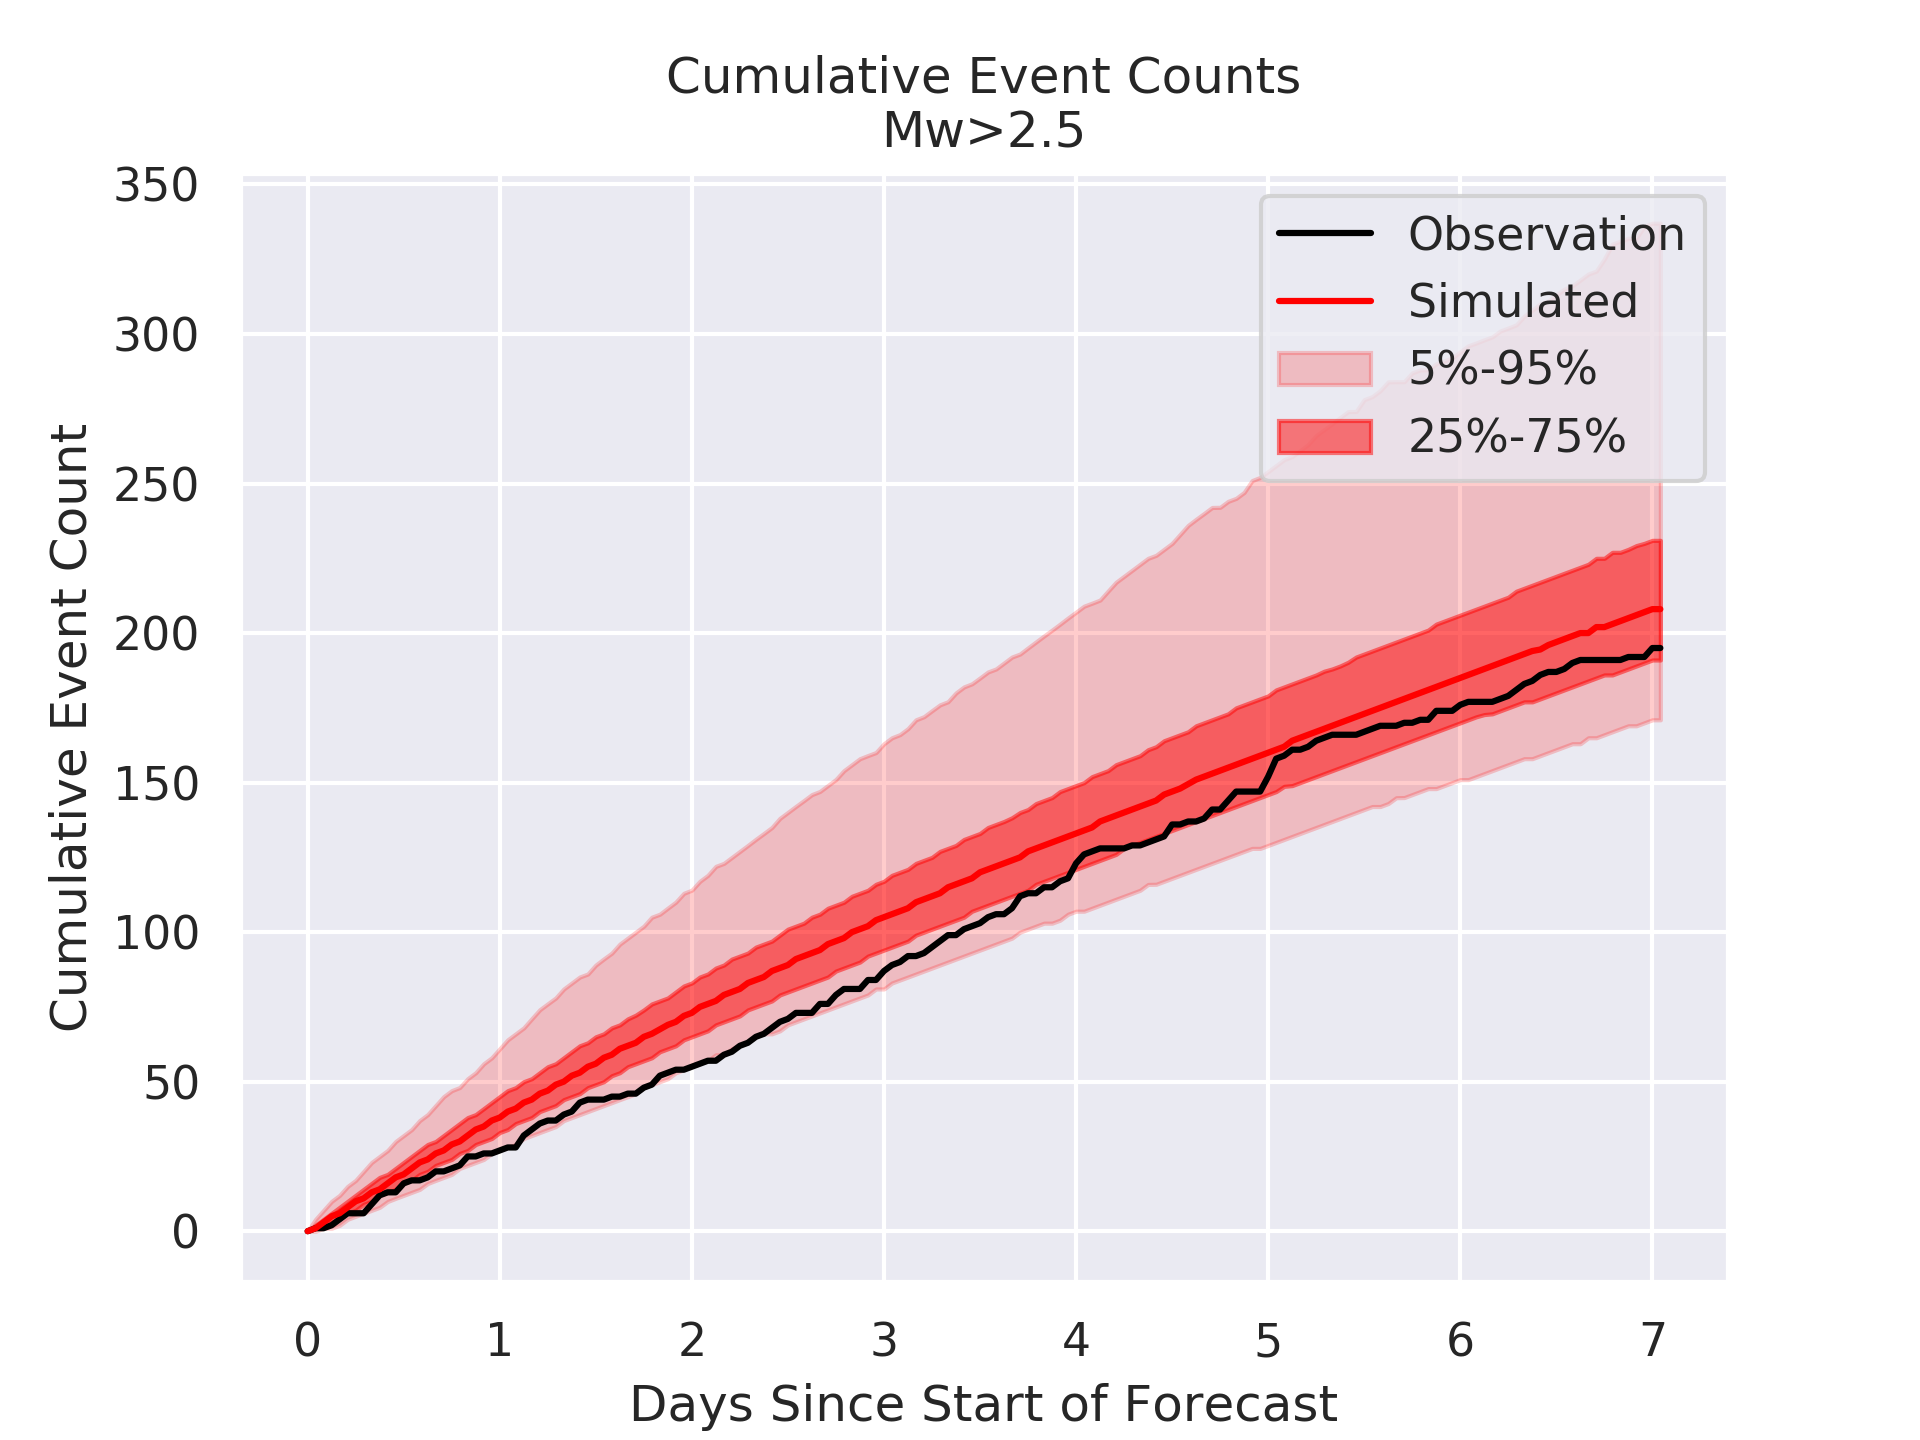 Cumulative Event Counts
Mw>2.5
Cumulative Event Count
350
300
250
200
150
100
50
0
Observation
Simulated
5%-95%
25%-75%
0 1 2 3 4 5 6 7
Days Since Start of Forecast